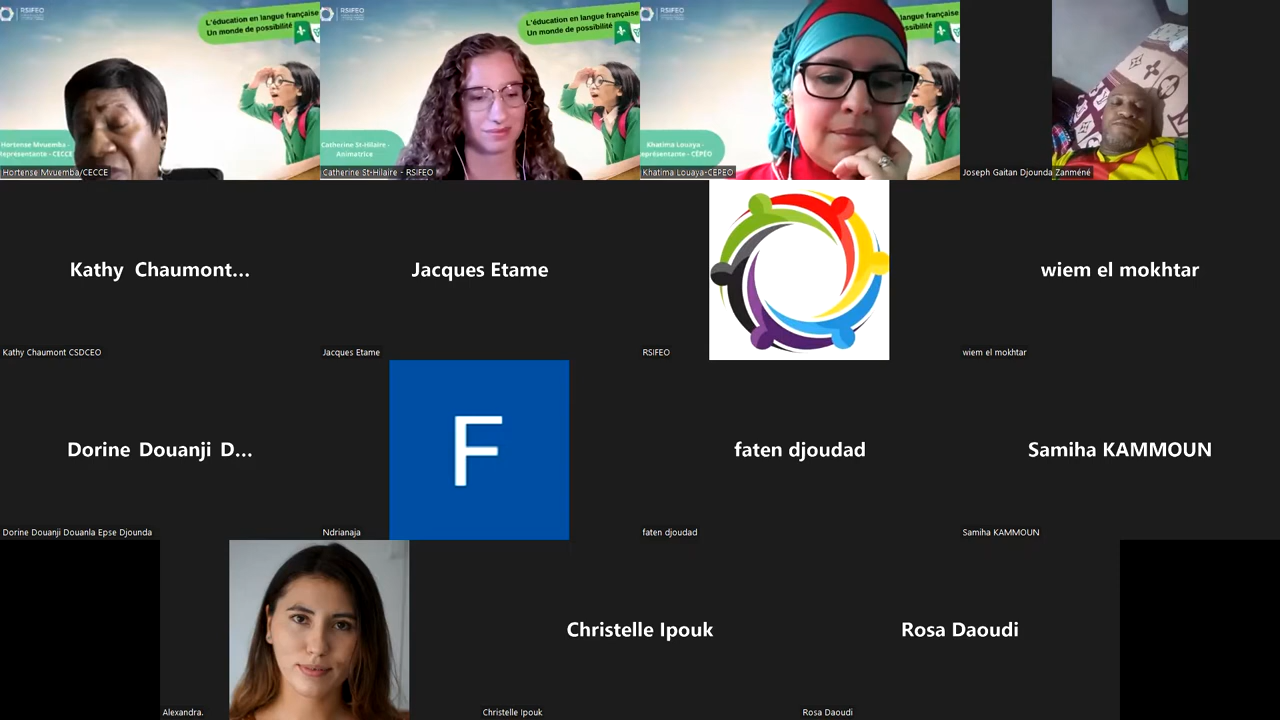 RSIFEO
L'éducation en langue française
Un monde de possibilité
Hortense Mvuemba -
Représentante - CECCE
Hortense Mvuemba/CECCE
RSIFEO
L'éducation en langue française
Un monde de possibilité
Catherine St-Hilaire -
Animatrice
Catherine St-Hilaire - RSIFEO
RSIFEO
langue française
possibilité
Khatima Louaya -
eprésentante - CÉPEO
Khatima Louaya-CEPEO
Joseph Gaitan Djounda Zanméné
Kathy Chaumont...
Kathy Chaumont CSDCEO
Jacques Etame
Jacques Etame
RSIFEO
wiem el mokhtar
wiem el mokhtar
Dorine Douanji D...
Dorine Douanji Douanla Epse Djounda
F
Ndrianaja
faten djoudad
faten djoudad
Samiha KAMMOUN
Samiha KAMMOUN
Alexandra.
Christelle Ipouk
Christelle Ipouk
Rosa Daoudi
Rosa Daoudi